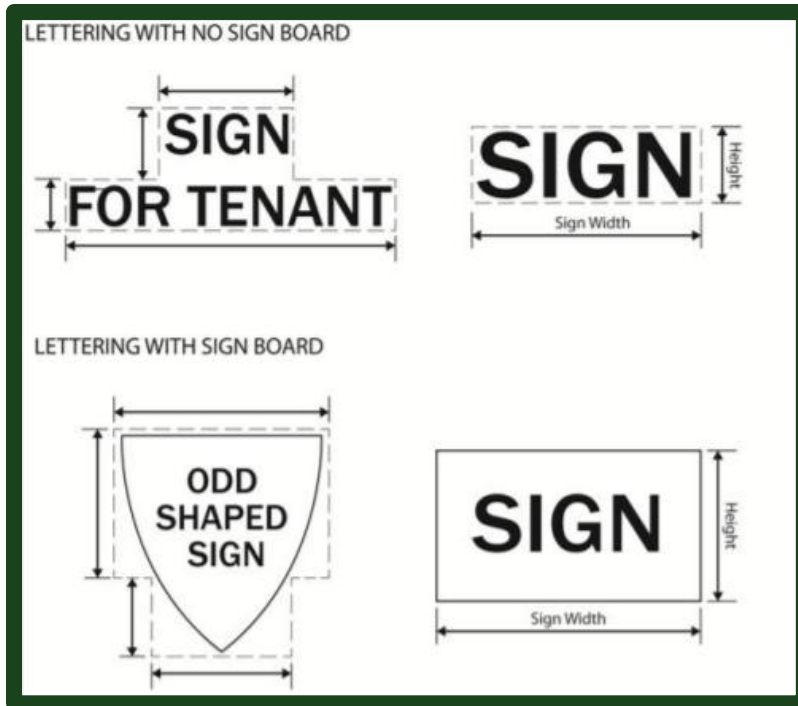 LETTERING WITH NO SIGN BOARD
SIGN
FOR TENANT
SIGN
Height
Sign Width
LETTERING WITH SIGN BOARD
ODD
SHAPED
SIGN
SIGN
Height
Sign Width